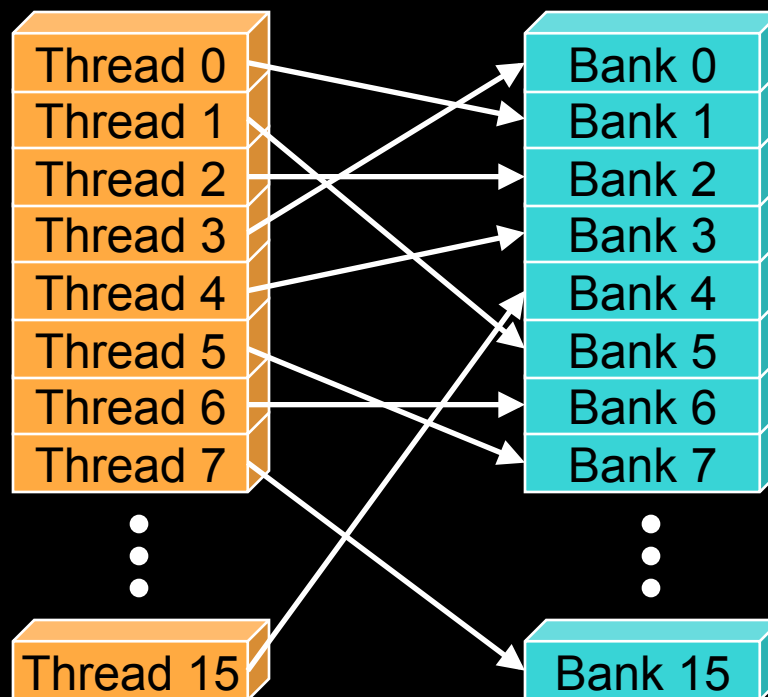 Thread 0
Thread 1
Thread 2
Thread 3
Thread 4
Thread 5
Thread 6
Thread 7
Thread 15
Bank 0
Bank 1
Bank 2
Bank 3
Bank 4
Bank 5
Bank 6
Bank 7
Bank 15